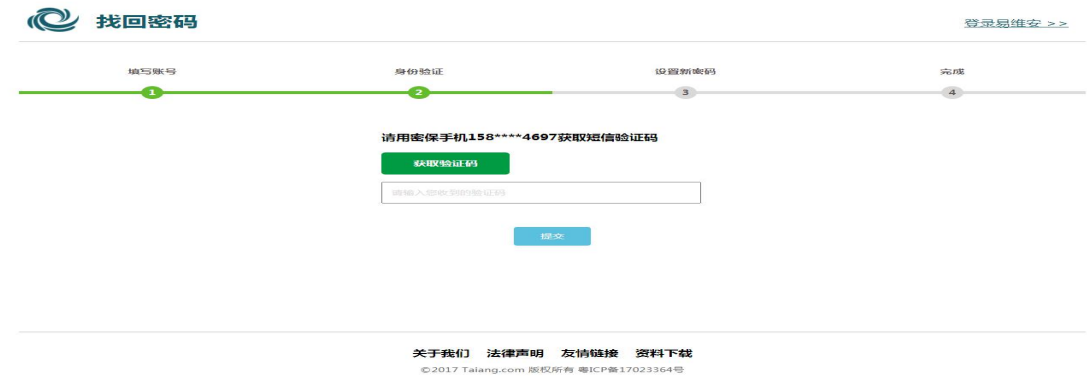 找回密码
登录易维安 >>
填写账号 身份验证 设置新密码 完成
1 2 3 4
请用密保手机158****4697获取短信验证码
获取验证码
请输入您收到的验证码
提交
关于我们 法律声明 友情链接 资料下载
©2017 Taiang.com 版权所有 粤ICP备17023364号